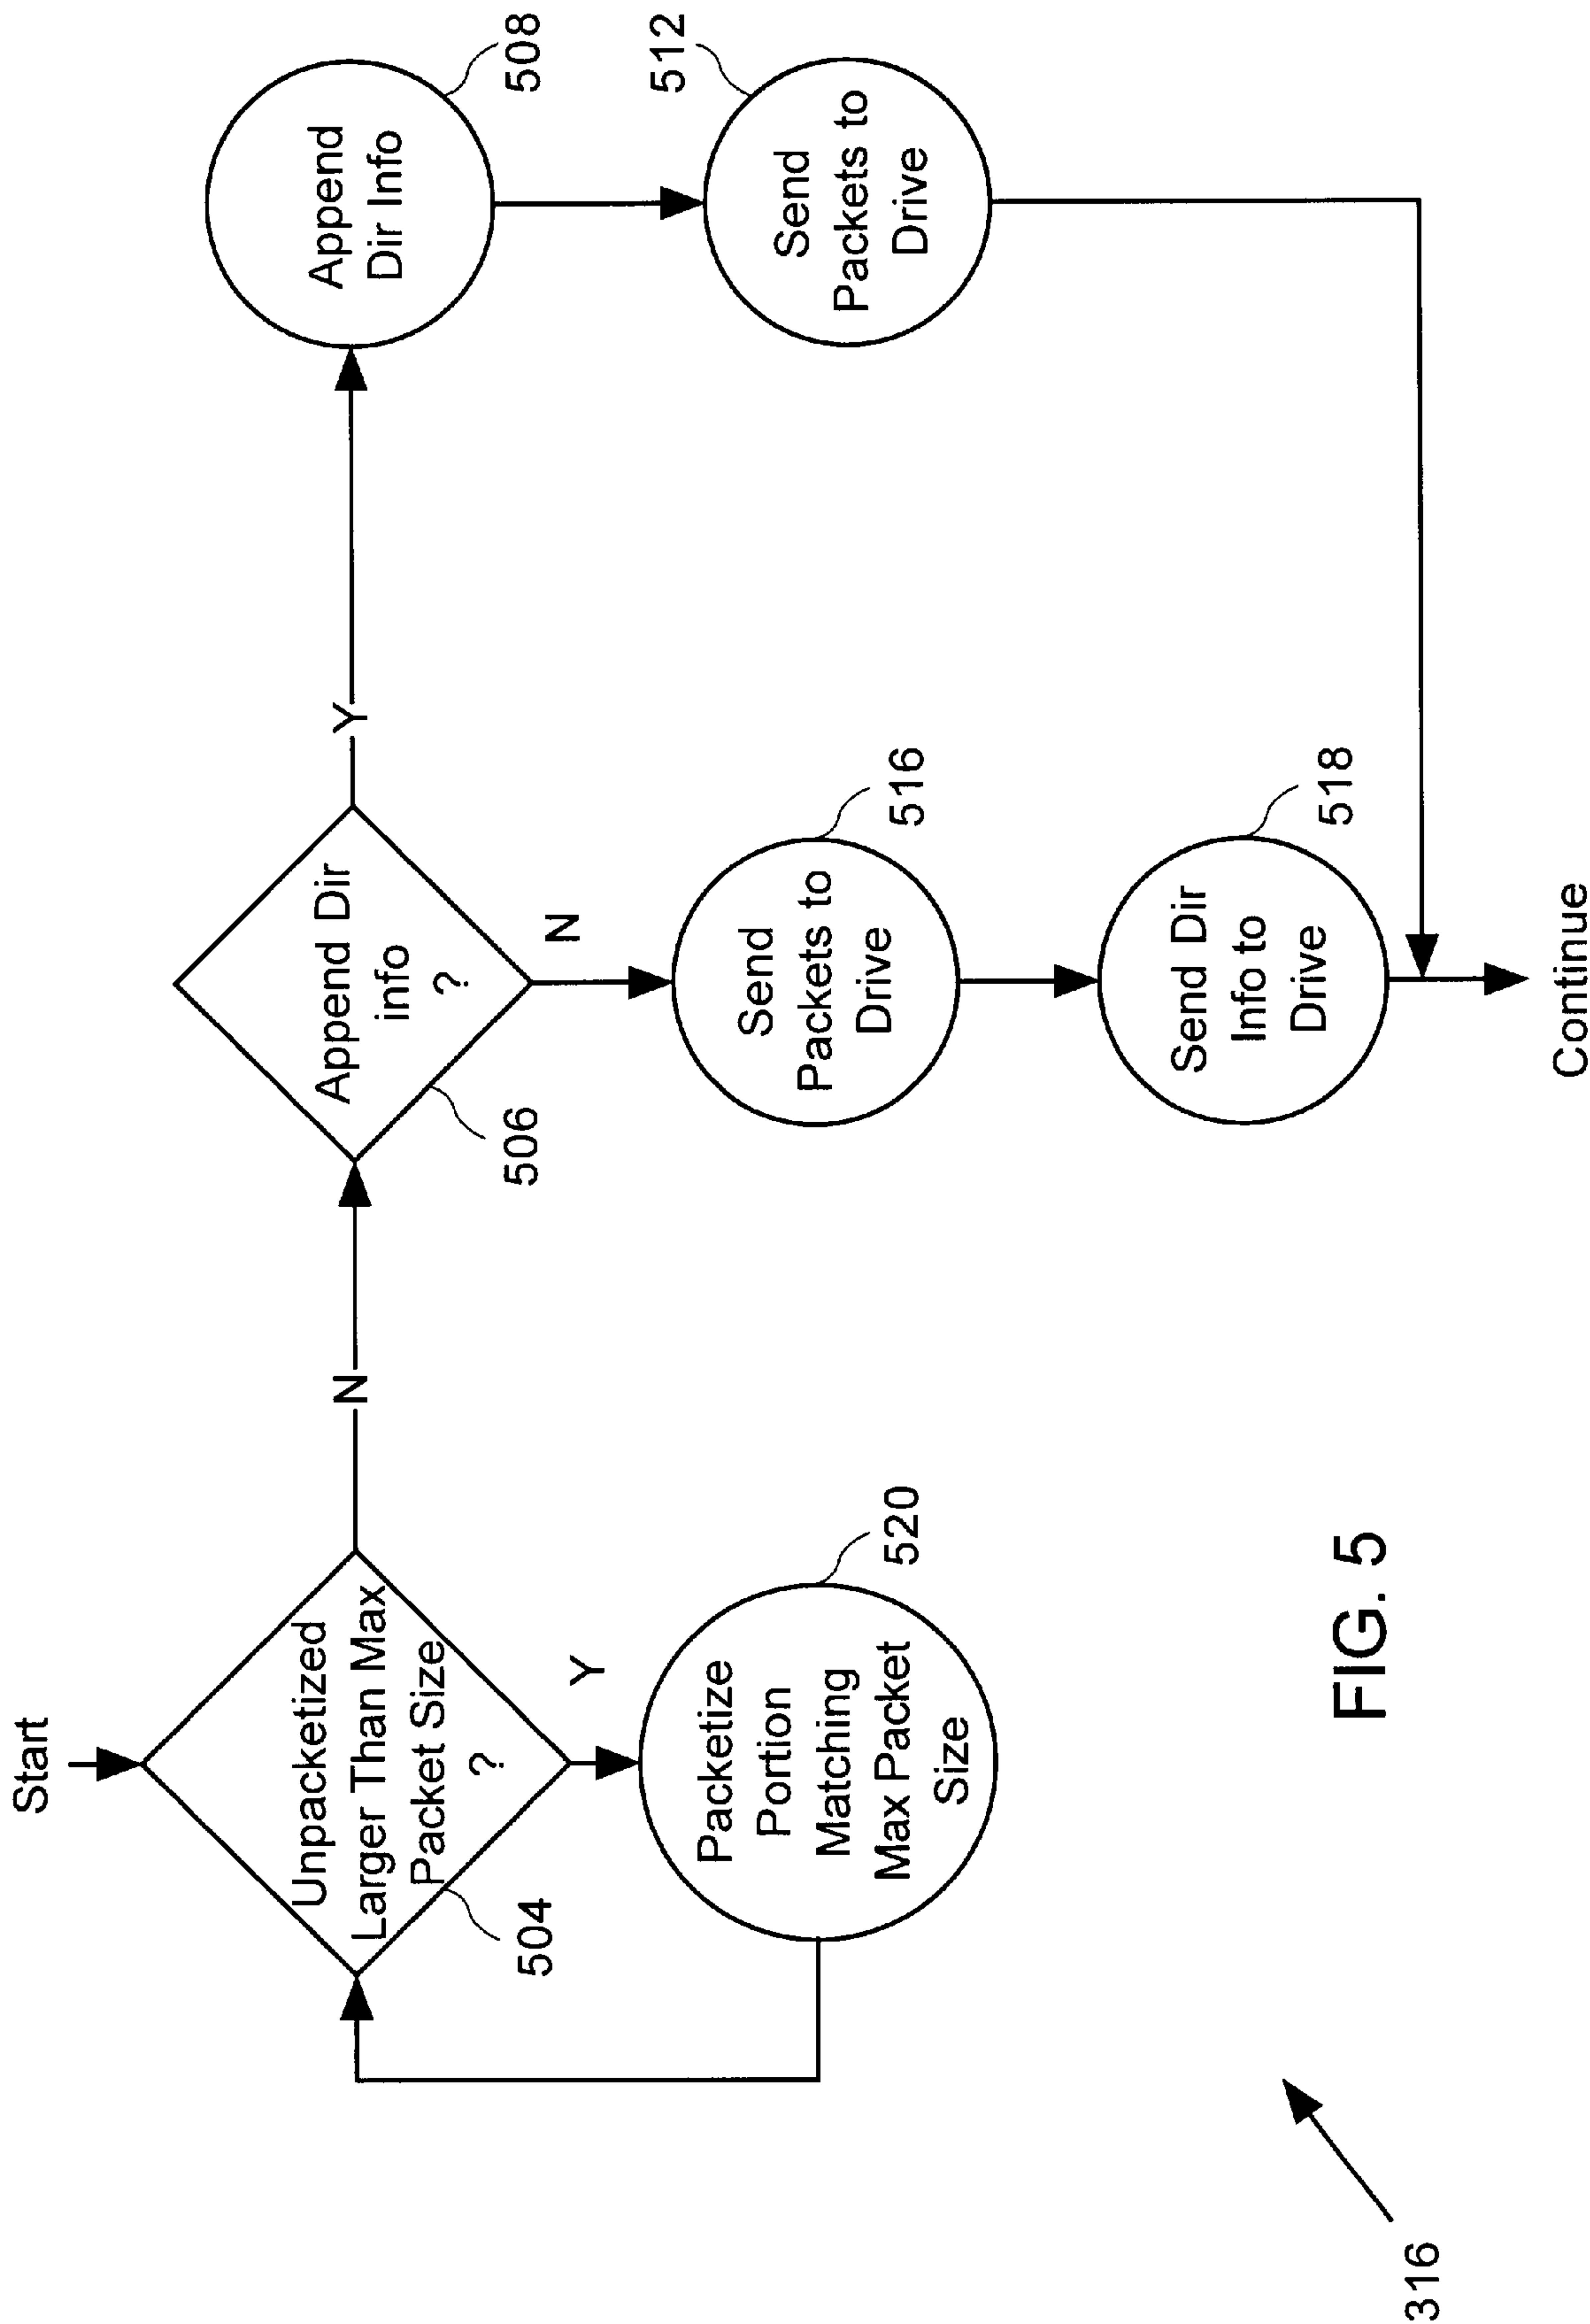 Start
Unpacketized
Larger Than Max
Packet Size
?
504
N
Y
Packetize
Portion
Matching
Max Packet
Size
520
Append Dir
info
?
506
Y
N
Append
Dir Info
508
Send
Packets to
Drive
512
Send
Packets to
Drive
516
Send Dir
Info to
Drive
518
Continue
FIG. 5
316